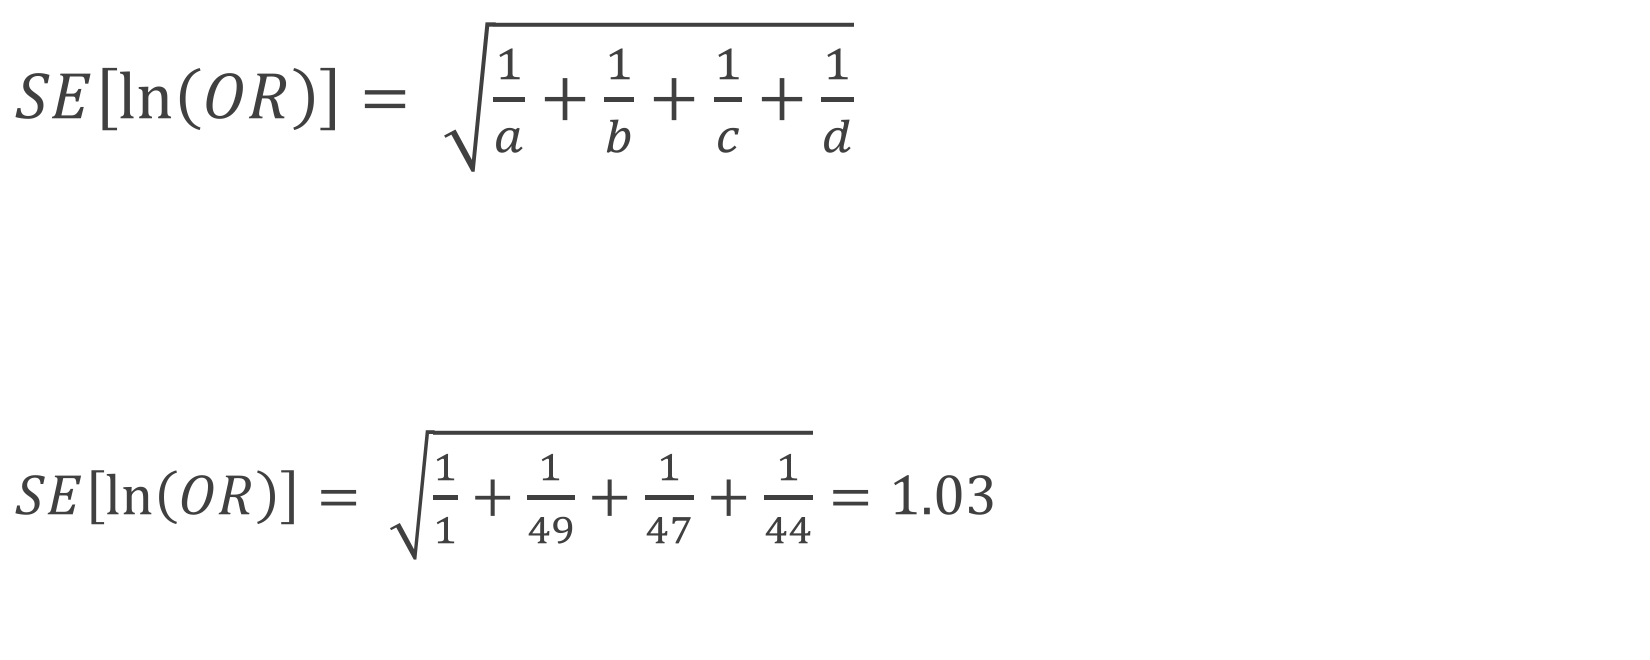 SE[ln(OR)] = √(1/a + 1/b + 1/c + 1/d)
SE[ln(OR)] = √(1/1 + 1/49 + 1/47 + 1/44) = 1.03